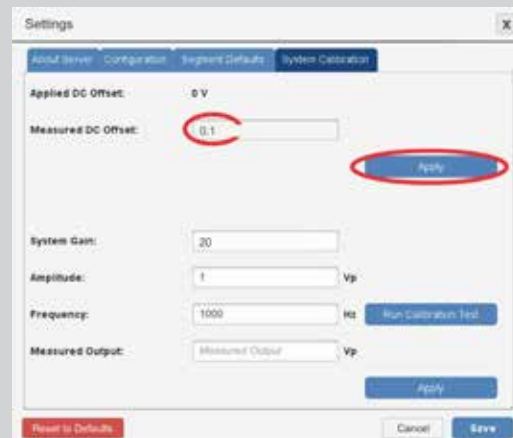 Settings X
About Server Configuration Segment Defaults System Calibration
Applied DC Offset: 0 V
Measured DC Offset: 0.1
Apply
System Gain: 20
Amplitude: 1 Vp
Frequency: 1000 Hz Run Calibration Test
Measured Output: Measured Output Vp
Apply
Reset to Defaults Cancel Save